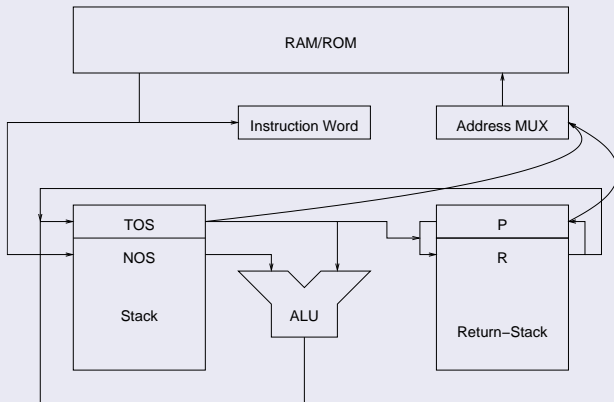 RAM/ROM
Instruction Word
Address MUX
TOS
P
NOS
R
Stack
ALU
Return−Stack